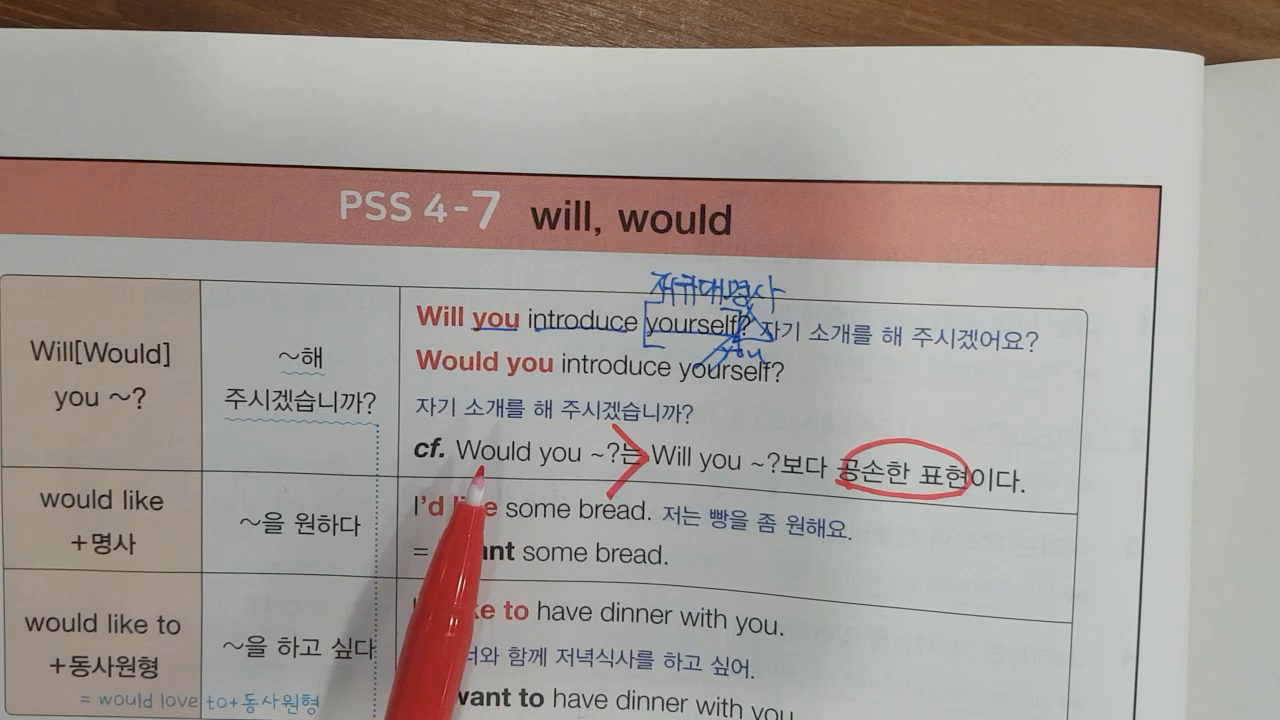 PSS 4-7 will, would
Will[Would]
you ~?
~해
주시겠습니까?
재귀대명사
Will you introduce yourself? 자기 소개를 해 주시겠어요?
you
Would you introduce yourself?
자기 소개를 해 주시겠습니까?
cf. Would you ~?는 > Will you ~?보다 공손한 표현이다.
would like
+명사
~을 원하다
I'd like some bread. 저는 빵을 좀 원해요.
= want some bread.
would like to
+동사원형
= would love to+동사원형
~을 하고 싶다
like to have dinner with you.
너와 함께 저녁식사를 하고 싶어.
want to have dinner with you